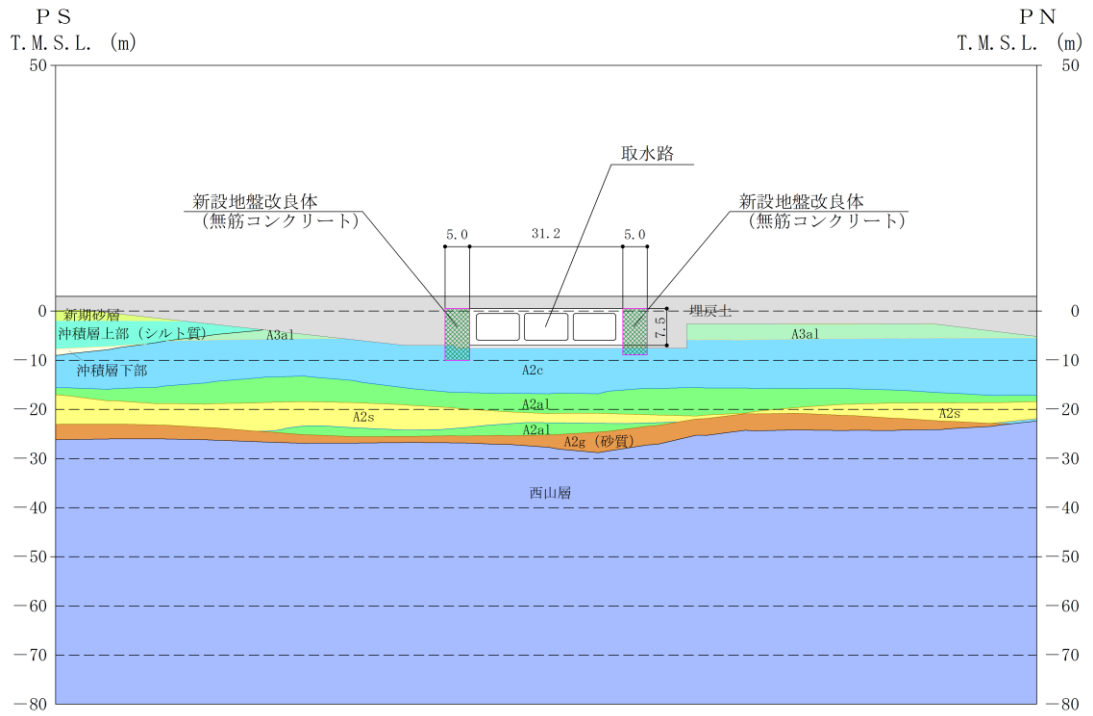 PS
T.M.S.L. (m)
PN
T.M.S.L. (m)
50
50
取水路
新設地盤改良体
(無筋コンクリート)
新設地盤改良体
(無筋コンクリート)
5.0
31.2
5.0
7.5
0
新期砂層
埋戻土
0
沖積層上部 (シルト質)
A3al
A3al
-10
沖積層下部
A2c
-10
A2al
-20
A2s
A2s
-20
A2al
A2g (砂質)
-30
-30
西山層
-40
-40
-50
-50
-60
-60
-70
-70
-80
-80